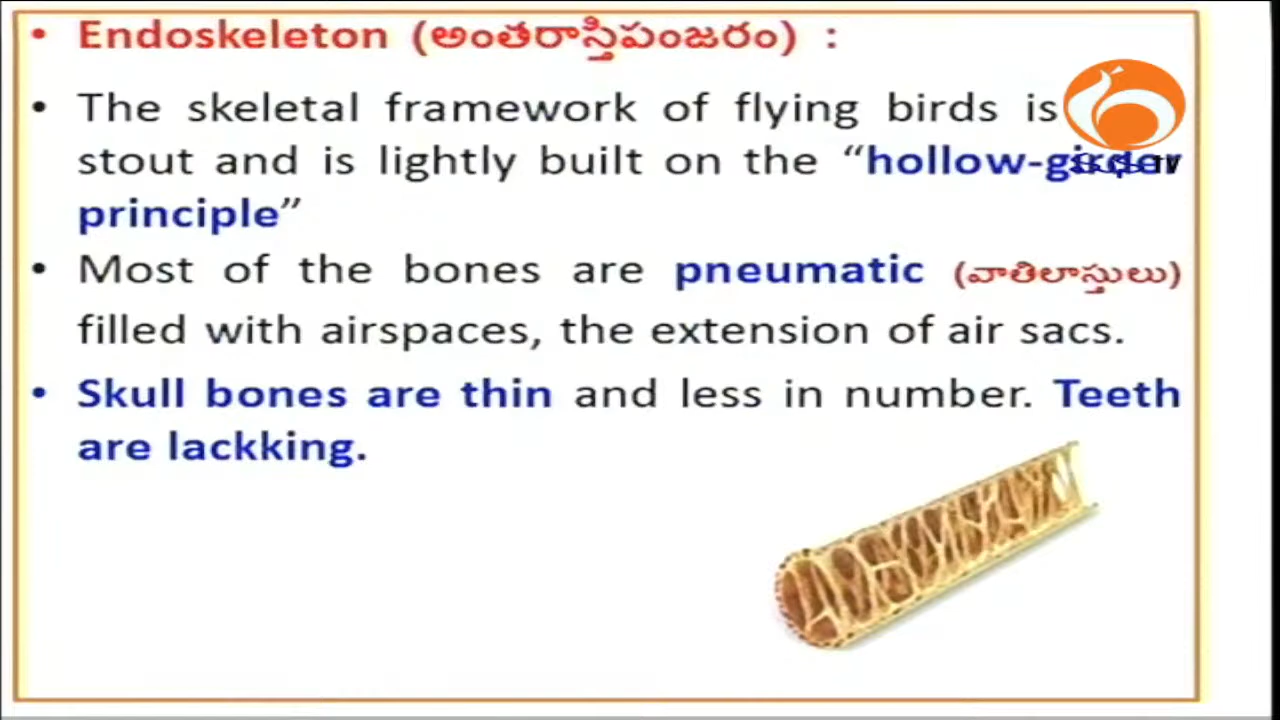 • Endoskeleton (అంతరాస్తిపంజరం) :
• The skeletal framework of flying birds is
stout and is lightly built on the “hollow-girder
principle”
• Most of the bones are pneumatic (వాతిలాస్తులు)
filled with airspaces, the extension of air sacs.
• Skull bones are thin and less in number. Teeth
are lackking.
TV